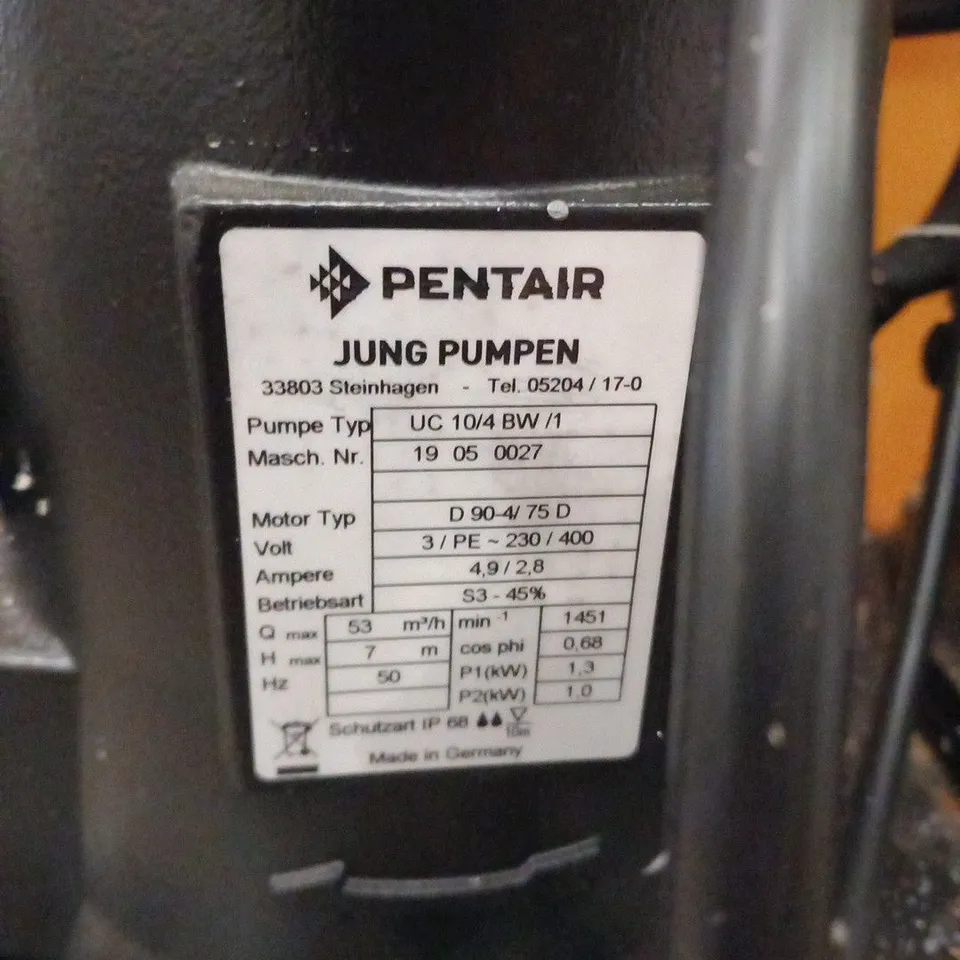 PENTAIR
JUNG PUMPEN
33803 Steinhagen - Tel. 05204 / 17-0
Pumpe Typ UC 10/4 BW /1
Masch. Nr. 19 05 0027
Motor Typ D 90-4/ 75 D
Volt 3 / PE ~ 230 / 400
Ampere 4,9 / 2,8
Betriebsart S3 - 45%
Q max 53 m³/h min -1 1451
H max 7 m cos phi 0,68
Hz 50 P1(kW) 1,3
P2(kW) 1,0
Schutzart IP 68 10m
Made in Germany